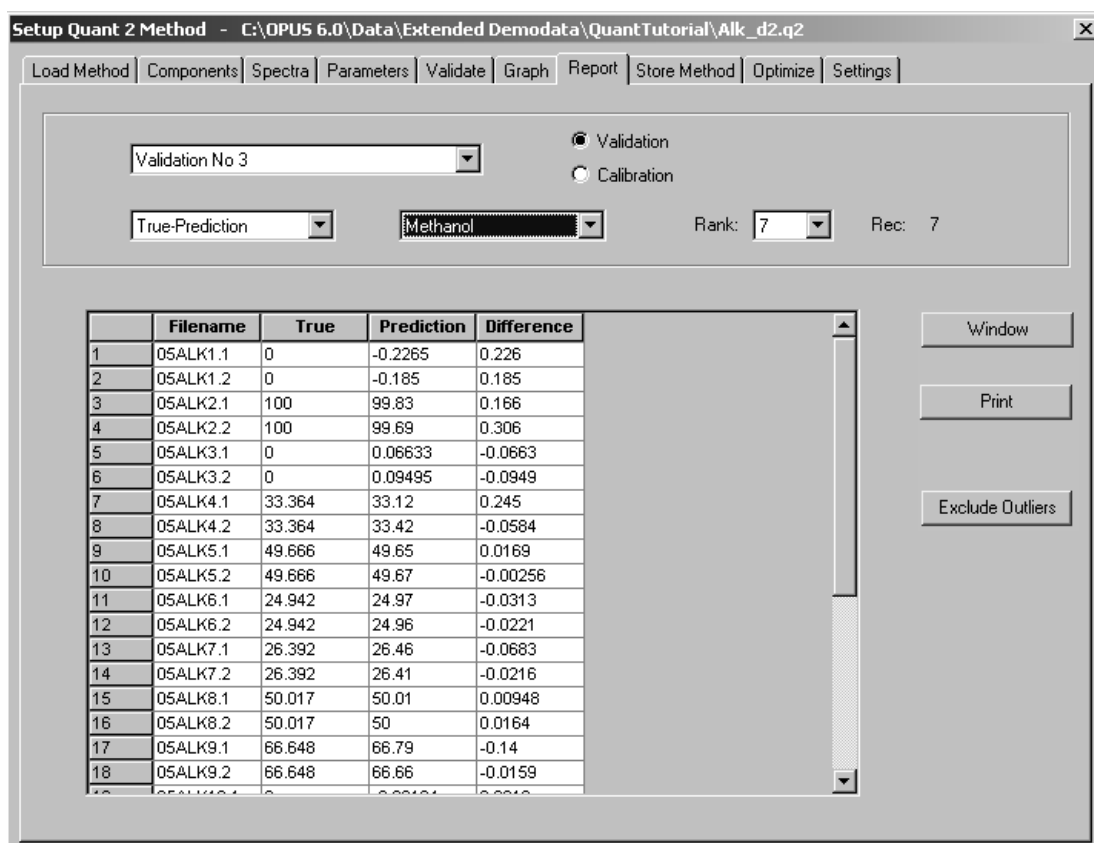 Setup Quant 2 Method - C:\OPUS 6.0\Data\Extended Demodata\QuantTutorial\Alk_d2.q2
Load Method Components Spectra Parameters Validate Graph Report Store Method Optimize Settings
Validation No 3
Validation
Calibration
True-Prediction Methanol Rank: 7 Rec: 7
Filename True Prediction Difference
1 05ALK1.1 0 -0.2265 0.226
2 05ALK1.2 0 -0.185 0.185
3 05ALK2.1 100 99.83 0.166
4 05ALK2.2 100 99.69 0.306
5 05ALK3.1 0 0.06633 -0.0663
6 05ALK3.2 0 0.09495 -0.0949
7 05ALK4.1 33.364 33.12 0.245
8 05ALK4.2 33.364 33.42 -0.0584
9 05ALK5.1 49.666 49.65 0.0169
10 05ALK5.2 49.666 49.67 -0.00256
11 05ALK6.1 24.942 24.97 -0.0313
12 05ALK6.2 24.942 24.96 -0.0221
13 05ALK7.1 26.392 26.46 -0.0683
14 05ALK7.2 26.392 26.41 -0.0216
15 05ALK8.1 50.017 50.01 0.00948
16 05ALK8.2 50.017 50 0.0164
17 05ALK9.1 66.648 66.79 -0.14
18 05ALK9.2 66.648 66.66 -0.0159
Window
Print
Exclude Outliers